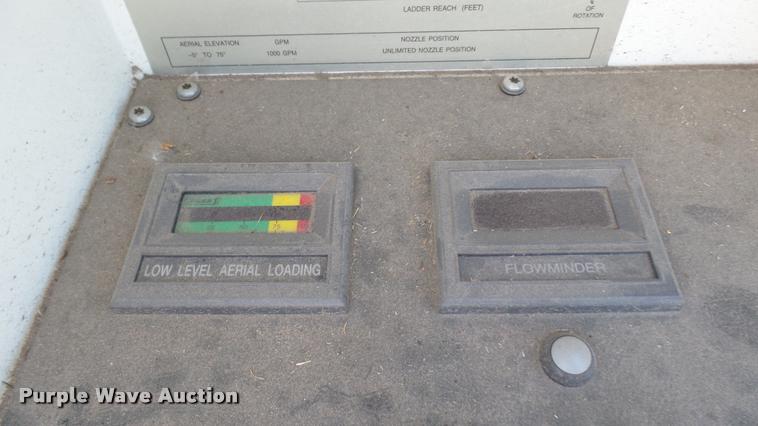 LADDER REACH (FEET)
% OF ROTATION
AERIAL ELEVATION GPM NOZZLE POSITION
-5° TO 75° 1000 GPM UNLIMITED NOZZLE POSITION
LOW LEVEL AERIAL LOADING
FLOWMINDER
Purple Wave Auction